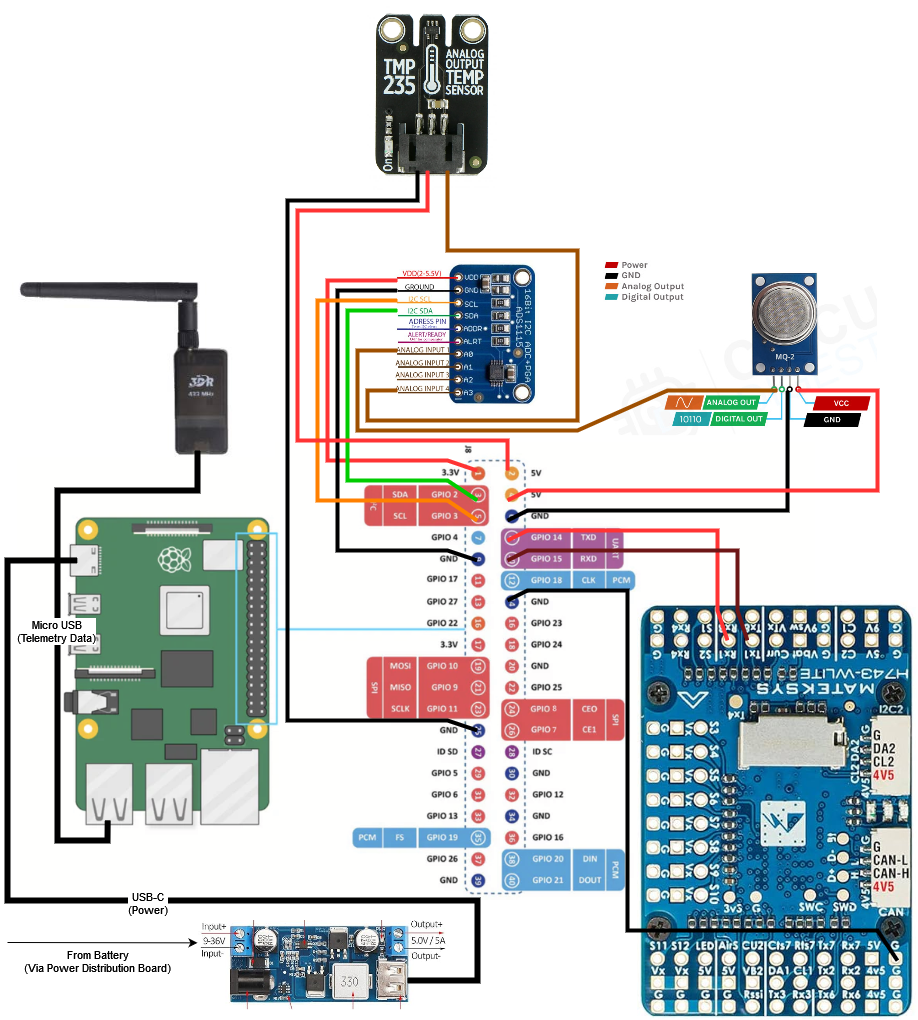 TMP
235
ANALOG
OUTPUT
TEMP
SENSOR
On
VDD(2-5.5V)
GROUND
I2C SCL
I2C SDA
ADRESS PIN
ALERT/READY
ANALOG INPUT 1
ANALOG INPUT 2
ANALOG INPUT 3
ANALOG INPUT 4
VDD
GND
SCL
SDA
ADDR
ALRT
A0
A1
A2
A3
16Bit I2C ADC+PGA
ADS1115
Power
GND
Analog Output
Digital Output
MQ-2
ANALOG OUT
10110 DIGITAL OUT
VCC
GND
3DR
433 MHz
J8
3.3V 1 2 5V
SDA GPIO 2 3 5V
SCL GPIO 3 5 GND
GPIO 4 7 GPIO 14 TXD
GND GPIO 15 RXD
UART
GPIO 17 11 12 GPIO 18 CLK PCM
GPIO 27 13 14 GND
GPIO 22 GPIO 23
3.3V 17 18 GPIO 24
MOSI GPIO 10 19 20 GND
MISO GPIO 9 21 22 GPIO 25
SCLK GPIO 11 23 24 GPIO 8 CEO
SPI
GND 25 26 GPIO 7 CE1
SPI
ID SD 27 28 ID SC
GPIO 5 29 30 GND
GPIO 6 31 32 GPIO 12
GPIO 13 33 34 GND
PCM FS GPIO 19 35 36 GPIO 16
GPIO 26 37 38 GPIO 20 DIN
GND 39 40 GPIO 21 DOUT
PCM
Micro USB
(Telemetry Data)
USB-C
(Power)
From Battery
(Via Power Distribution Board)
Input+
9-36V
Input-
Output+
5.0V / 5A
Output-
330
G Rx4 S1 Vtx 9V G C1 5V G
G Rx4 S2 Rx1 Tx1 Curr Vbat G C2 5V G
H743-WLITE
MATEKSYS
Tx4
I2C2
G
DA2
CL2
4V5
S3
S4
S5
S6
S7
S8
S9
S10
G
CAN-L
CAN-H
4V5
CAN
D-
D+
3v3
SWC
SWD
S11 S12 LED AirS CU2 Cts7 Rts7 Tx7 Rx7 5V G
Vx Vx 5V 5V VB2 DA1 CL1 Tx2 Rx2 4v5 G
G G G G Rssi Tx3 Rx3 Tx6 Rx6 4v5 G